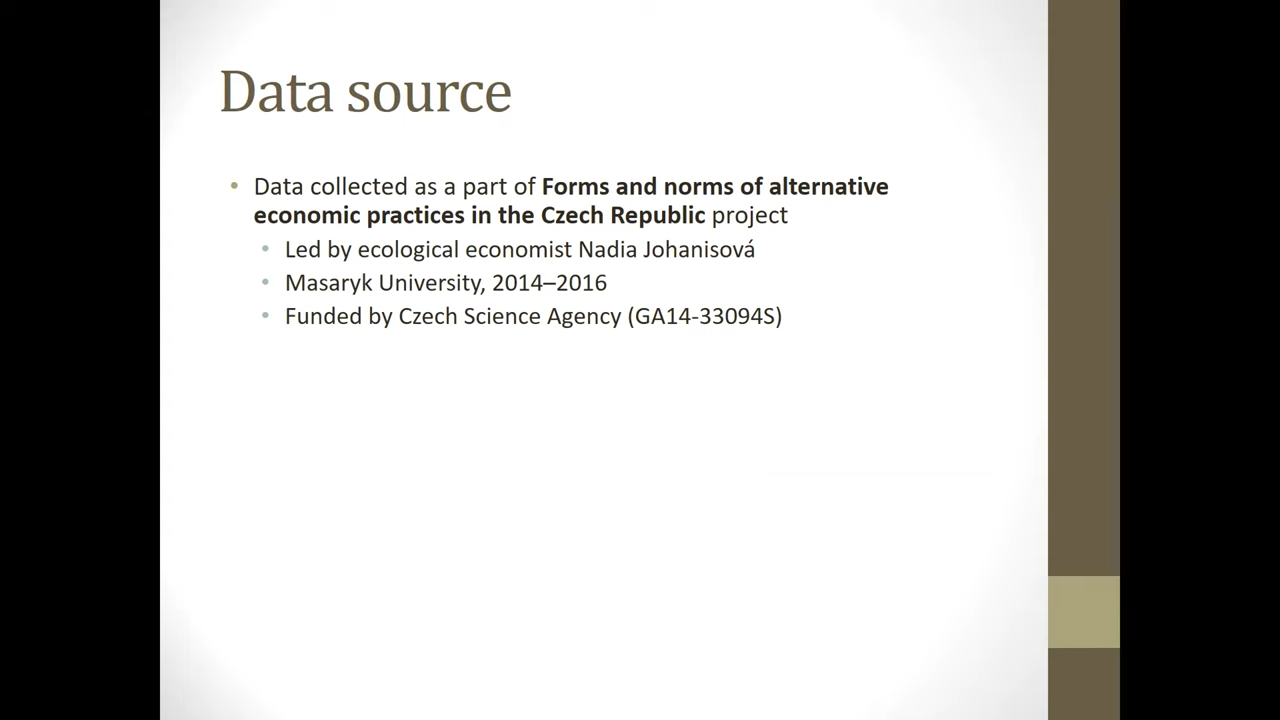 Data source
• Data collected as a part of Forms and norms of alternative
economic practices in the Czech Republic project
• Led by ecological economist Nadia Johanisová
• Masaryk University, 2014–2016
• Funded by Czech Science Agency (GA14-33094S)